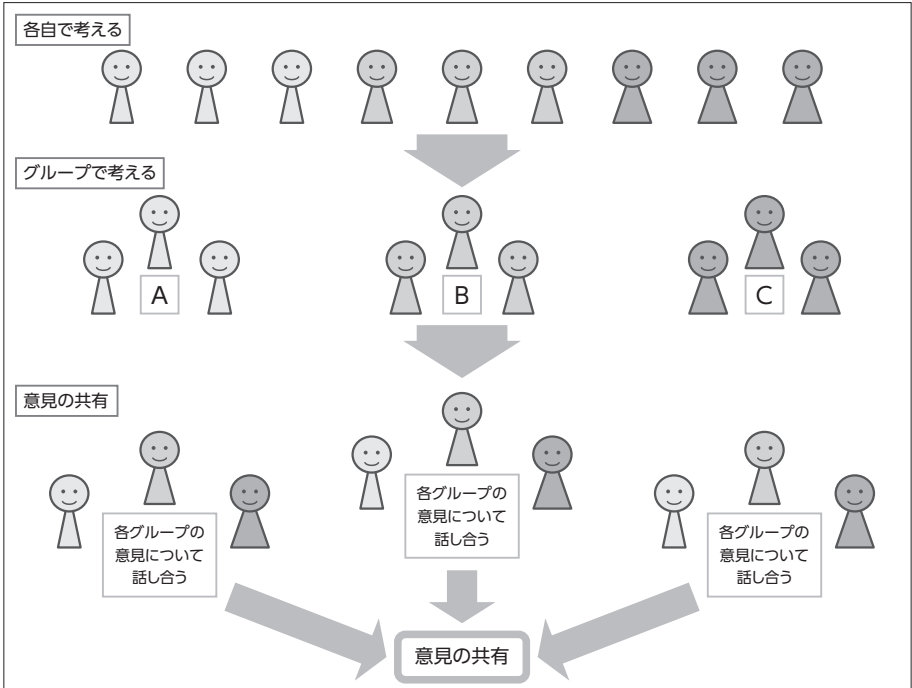 各自で考える
グループで考える
A
B
C
意見の共有
各グループの
意見について
話し合う
各グループの
意見について
話し合う
各グループの
意見について
話し合う
意見の共有